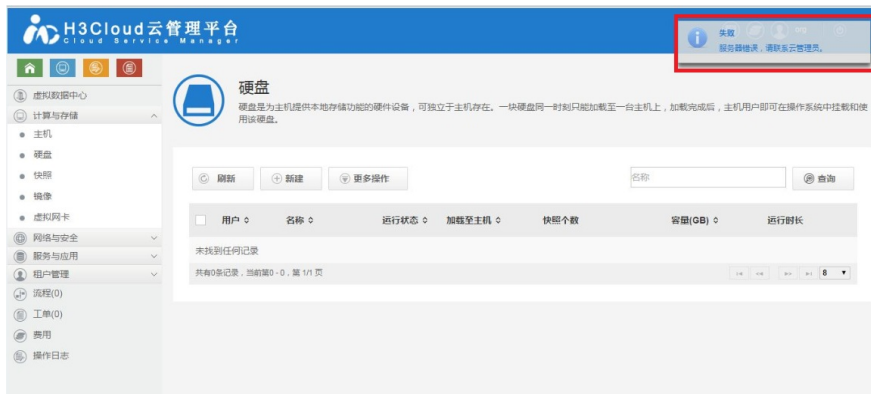 H3Cloud云管理平台
Cloud Service Manager
失败
服务器错误，请联系云管理员。
虚拟数据中心
计算与存储
主机
硬盘
快照
镜像
虚拟网卡
网络与安全
服务与应用
租户管理
流程(0)
工单(0)
费用
操作日志
硬盘
硬盘是为主机提供本地存储功能的硬件设备，可独立于主机存在。一块硬盘同一时刻只能加载至一台主机上，加载完成后，主机用户即可在操作系统中挂载和使
用该硬盘。
刷新 新建 更多操作 名称 查询
用户 名称 运行状态 加载至主机 快照个数 容量(GB) 运行时长
未找到任何记录
共有0条记录，当前第0 - 0，第 1/1 页 8